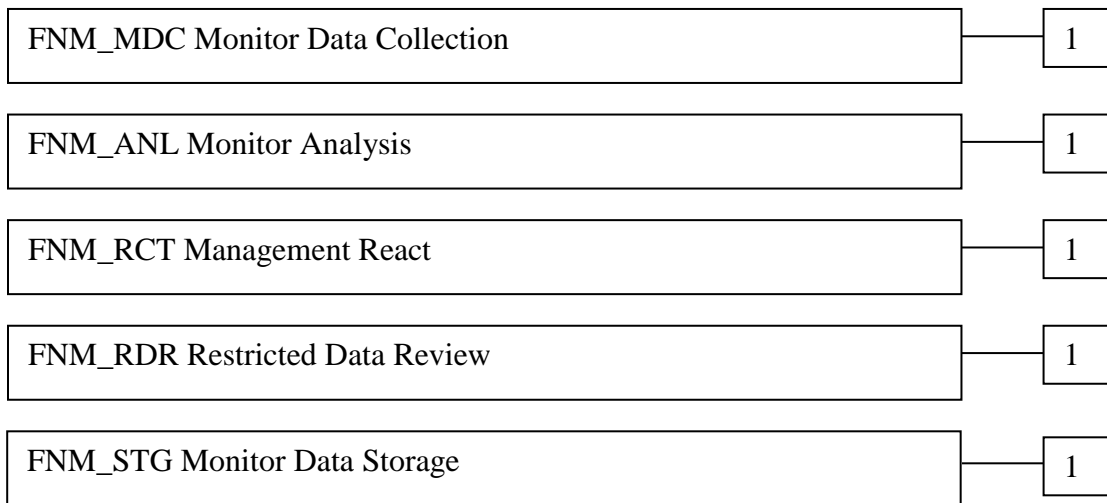 FNM_MDC Monitor Data Collection 1
FNM_ANL Monitor Analysis 1
FNM_RCT Management React 1
FNM_RDR Restricted Data Review 1
FNM_STG Monitor Data Storage 1